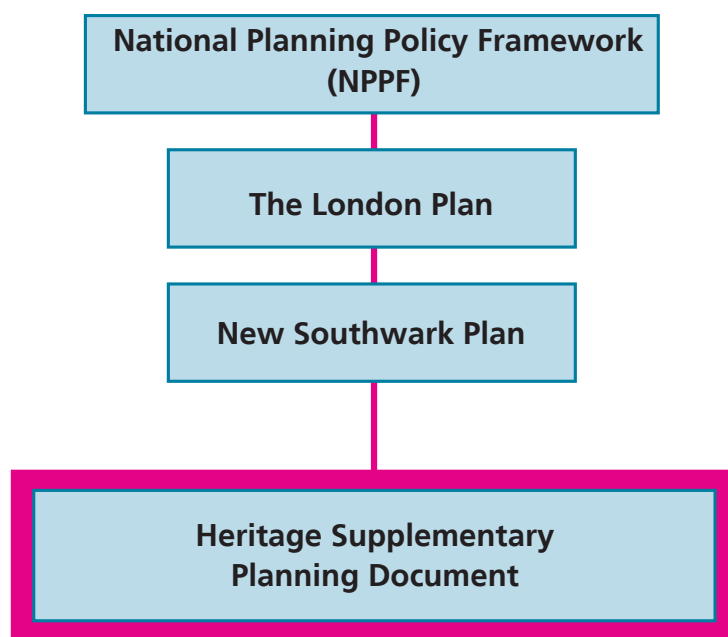 National Planning Policy Framework
(NPPF)
The London Plan
New Southwark Plan
Heritage Supplementary
Planning Document